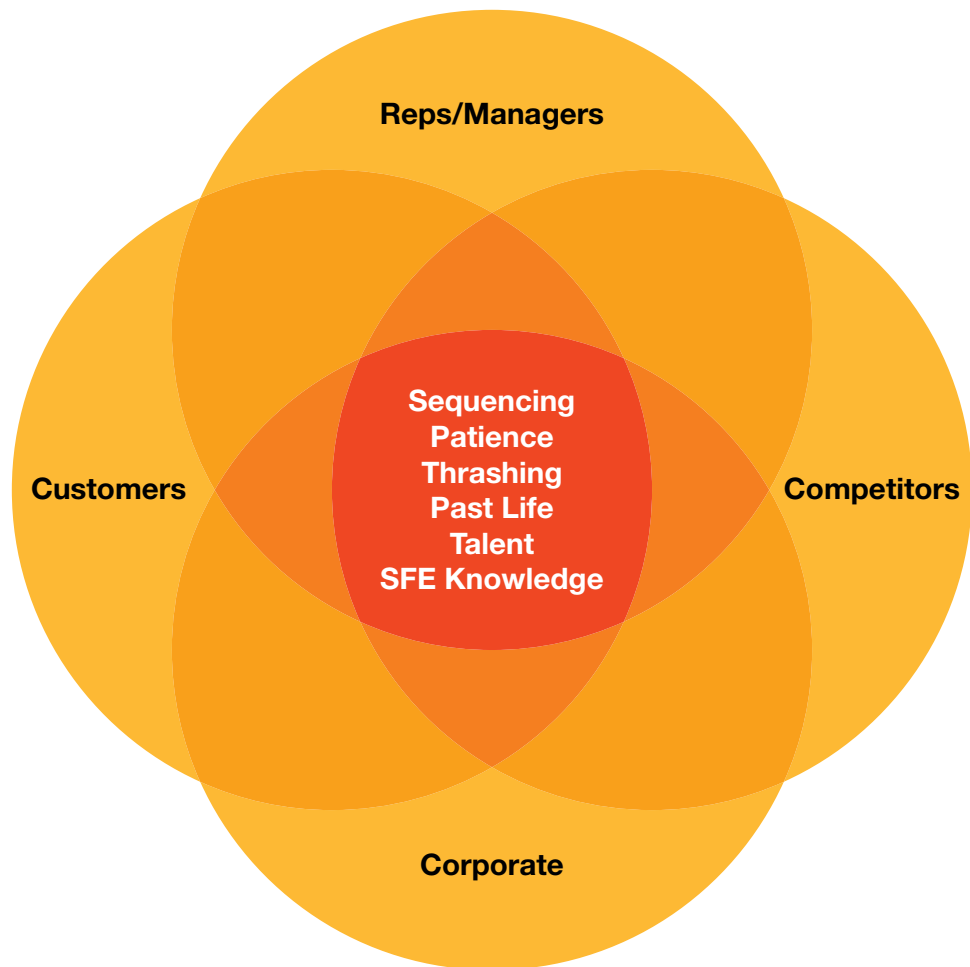 Reps/Managers
Sequencing
Patience
Thrashing
Customers
Competitors
Past Life
Talent
SFE Knowledge
Corporate